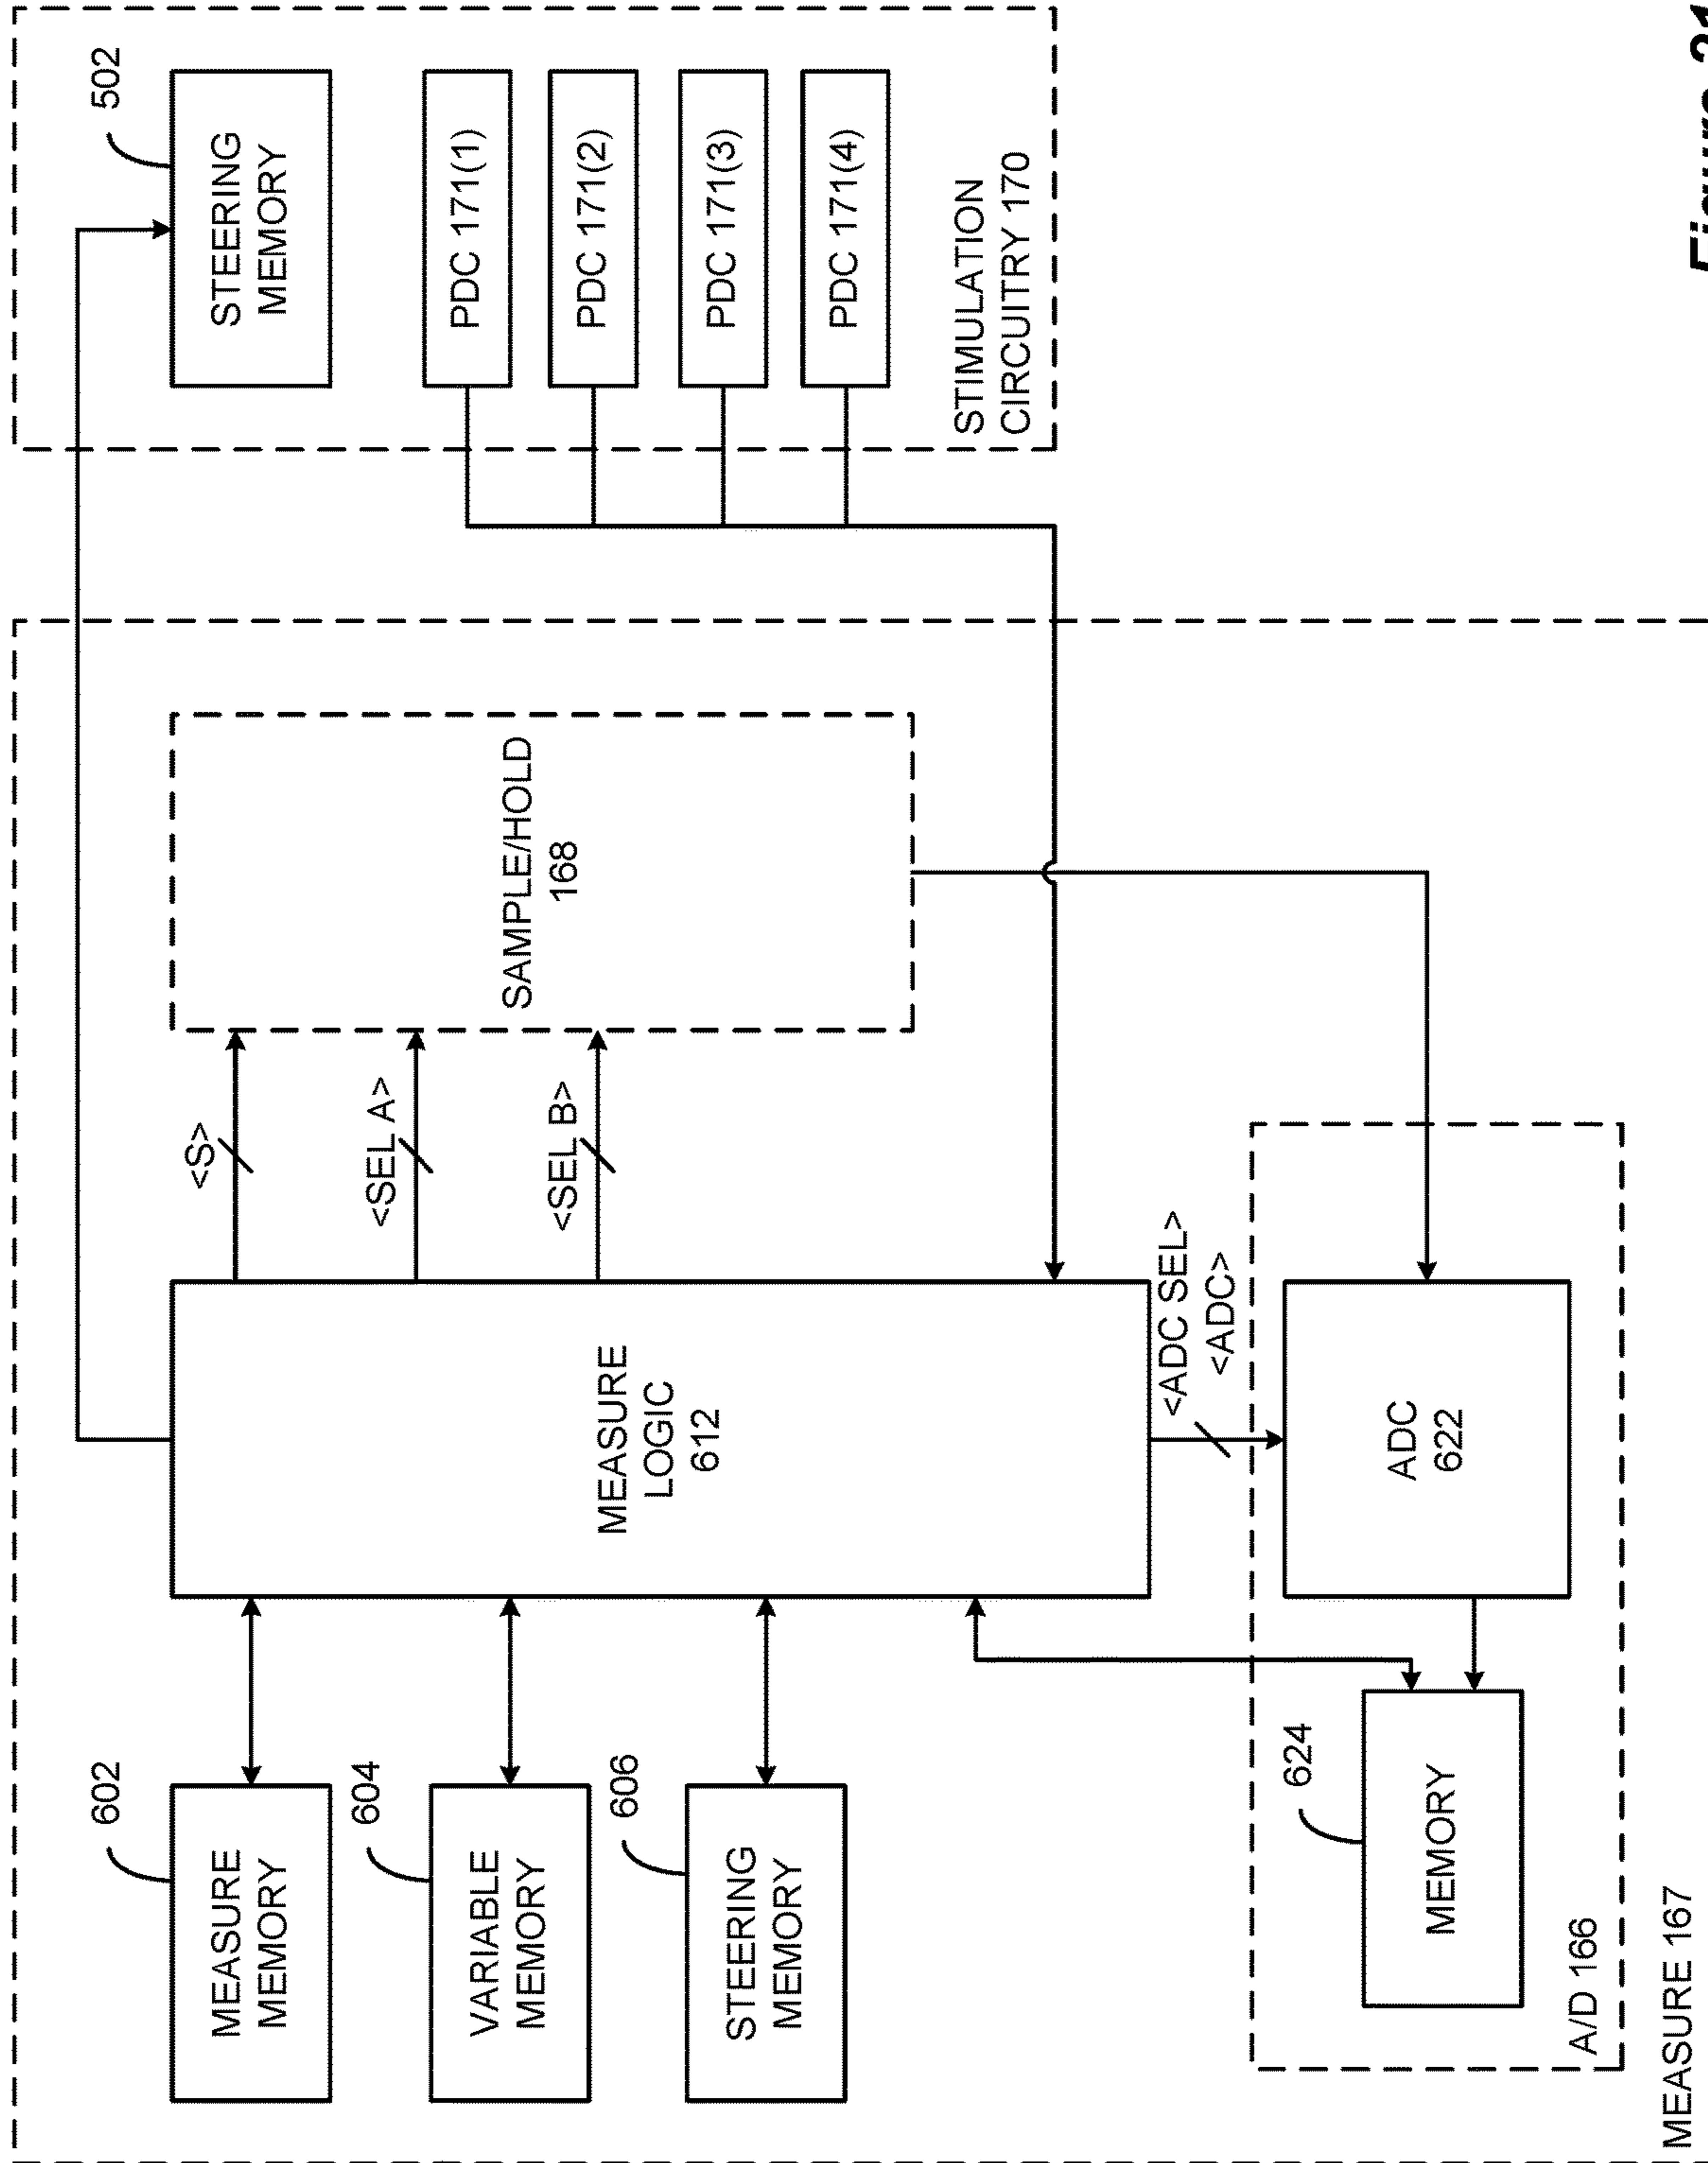 602
MEASURE
MEMORY
604
VARIABLE
MEMORY
606
STEERING
MEMORY
MEASURE
LOGIC
612
<S>
<SEL A>
<SEL B>
SAMPLE/HOLD
168
502
STEERING
MEMORY
PDC 171(1)
PDC 171(2)
PDC 171(3)
PDC 171(4)
STIMULATION
CIRCUITRY 170
<ADC SEL>
<ADC>
624
MEMORY
ADC
622
A/D 166
MEASURE 167
Figure 21